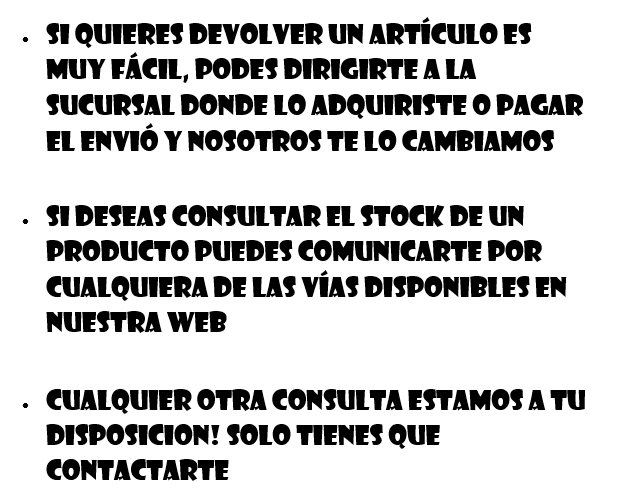 • SI QUIERES DEVOLVER UN ARTÍCULO ES
MUY FÁCIL, PODES DIRIGIRTE A LA
SUCURSAL DONDE LO ADQUIRISTE O PAGAR
EL ENVIÓ Y NOSOTROS TE LO CAMBIAMOS
• SI DESEAS CONSULTAR EL STOCK DE UN
PRODUCTO PUEDES COMUNICARTE POR
CUALQUIERA DE LAS VÍAS DISPONIBLES EN
NUESTRA WEB
• CUALQUIER OTRA CONSULTA ESTAMOS A TU
DISPOSICION! SOLO TIENES QUE
CONTACTARTE